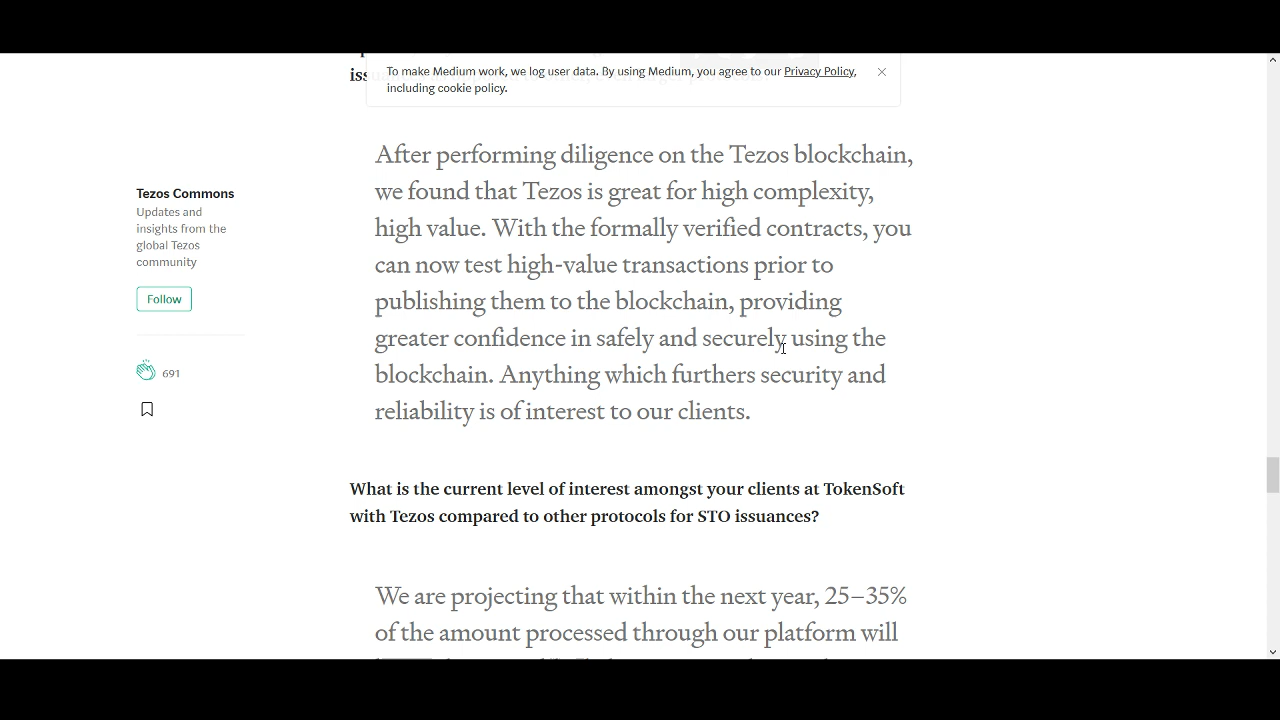 To make Medium work, we log user data. By using Medium, you agree to our Privacy Policy,
including cookie policy.
After performing diligence on the Tezos blockchain,
we found that Tezos is great for high complexity,
high value. With the formally verified contracts, you
can now test high-value transactions prior to
publishing them to the blockchain, providing
greater confidence in safely and securely using the
blockchain. Anything which furthers security and
reliability is of interest to our clients.
Tezos Commons
Updates and
insights from the
global Tezos
community
Follow
691
What is the current level of interest amongst your clients at TokenSoft
with Tezos compared to other protocols for STO issuances?
We are projecting that within the next year, 25–35%
of the amount processed through our platform will